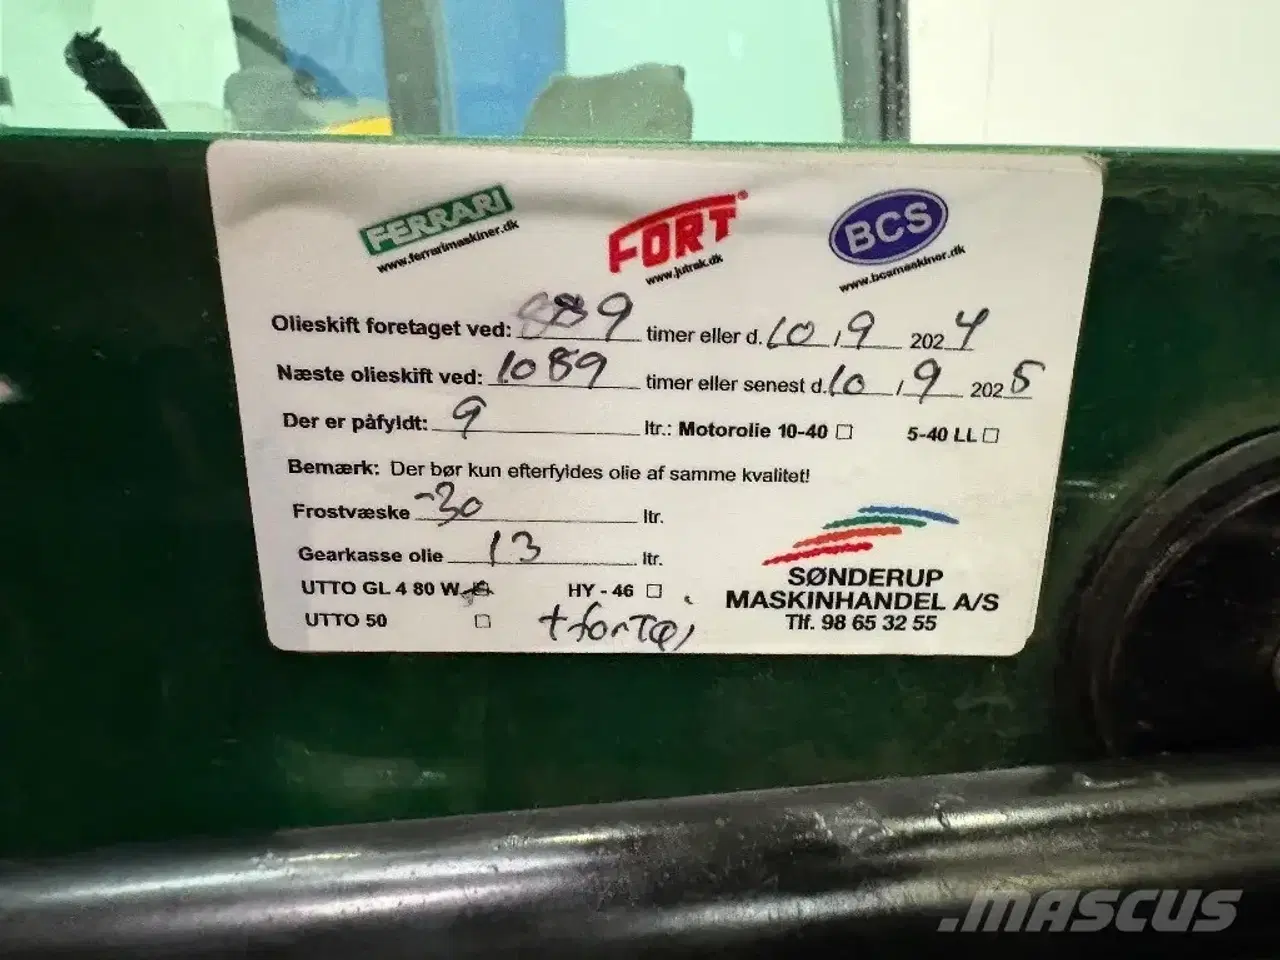 FERRARI
www.ferrarimaskiner.dk
FORT®
www.jutrak.dk
BCS
www.bcsmaskiner.dk
Olieskift foretaget ved: 889 timer eller d. 10,9 2024
Næste olieskift ved: 1089 timer eller senest d. 10,9 2025
Der er påfyldt: 9 ltr.: Motorolie 10-40 ☐ 5-40 LL ☐
Bemærk: Der bør kun efterfyldes olie af samme kvalitet!
Frostvæske -30 ltr.
Gearkasse olie 13 ltr.
UTTO GL 4 80 W ☒ HY - 46 ☐
UTTO 50 ☐ + fortøj
SØNDERUP
MASKINHANDEL A/S
Tlf. 98 65 32 55
.MASCUS